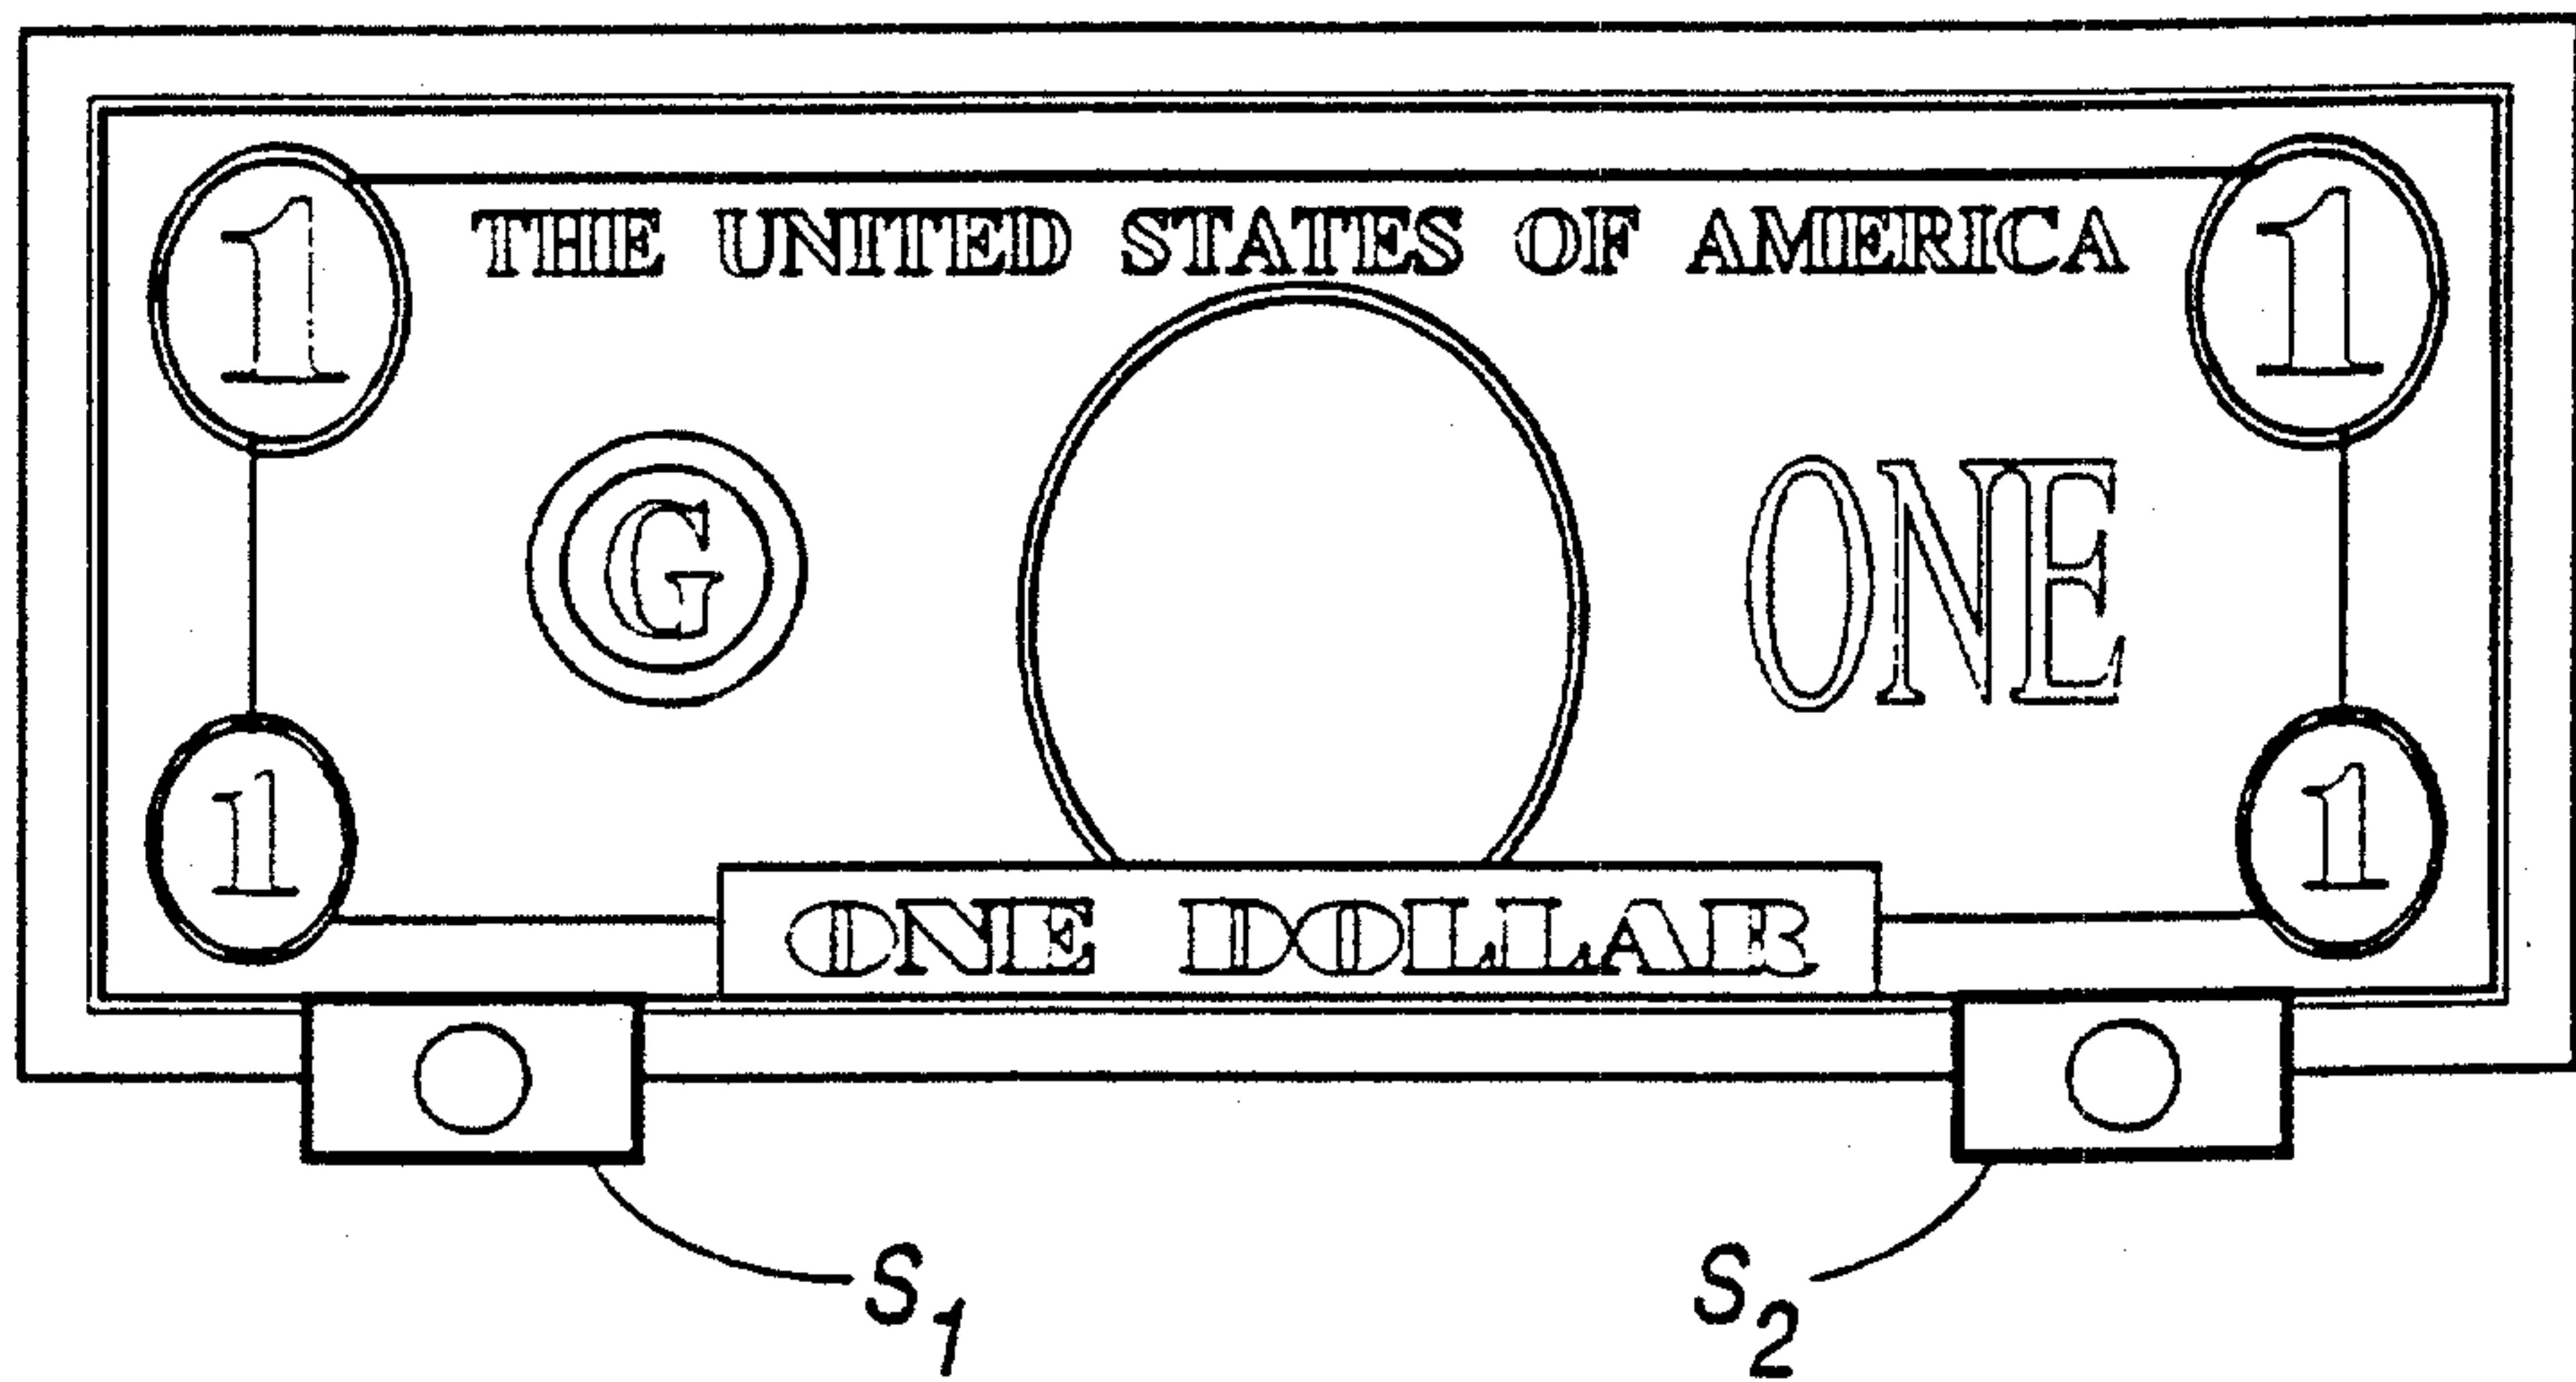 1 THE UNITED STATES OF AMERICA 1
G ONE
1 1
ONE DOLLAR
S1 S2